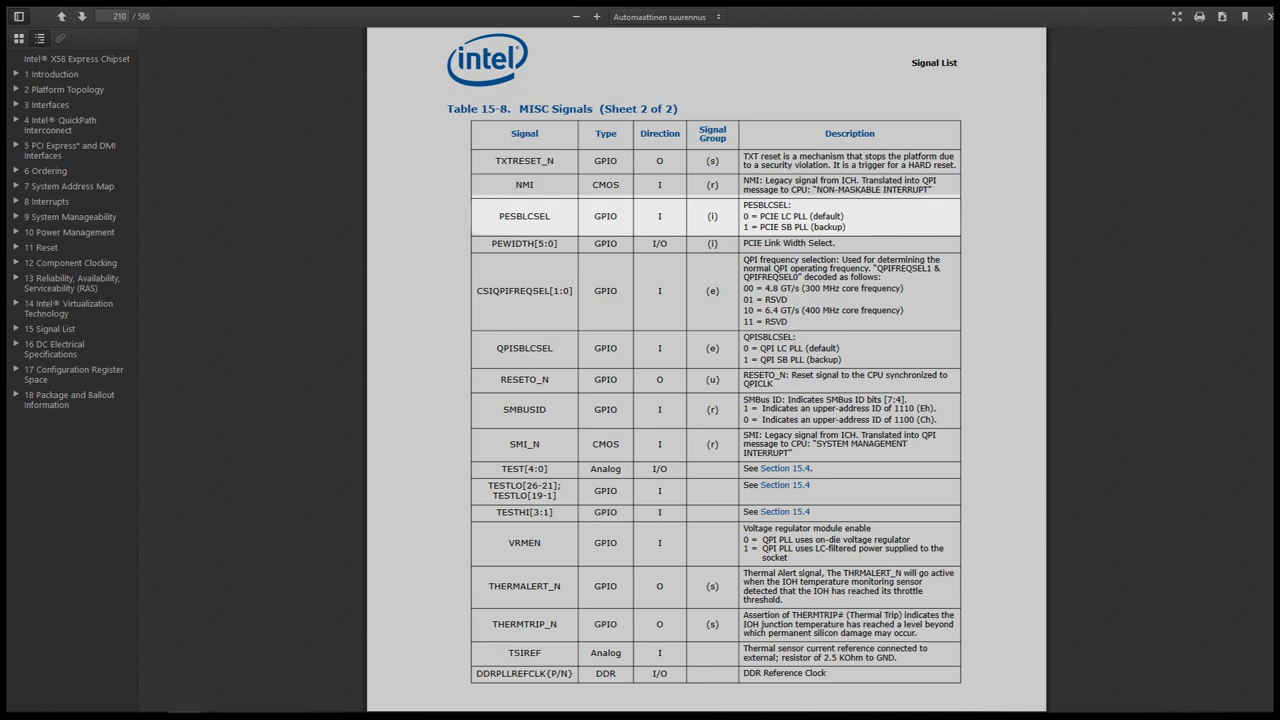 210 / 586
Automaattinen suurennus
Intel® X58 Express Chipset
1 Introduction
2 Platform Topology
3 Interfaces
4 Intel® QuickPath
Interconnect
5 PCI Express* and DMI
Interfaces
6 Ordering
7 System Address Map
8 Interrupts
9 System Manageability
10 Power Management
11 Reset
12 Component Clocking
13 Reliability, Availability,
Serviceability (RAS)
14 Intel® Virtualization
Technology
15 Signal List
16 DC Electrical
Specifications
17 Configuration Register
Space
18 Package and Ballout
Information
intel
Signal List
Table 15-8. MISC Signals (Sheet 2 of 2)
Signal Type Direction Signal Group Description
TXTRESET_N GPIO O (s) TXT reset is a mechanism that stops the platform due
to a security violation. It is a trigger for a HARD reset.
NMI CMOS I (r) NMI: Legacy signal from ICH. Translated into QPI
message to CPU: "NON-MASKABLE INTERRUPT"
PESBLCSEL GPIO I (i) PESBLCSEL:
0 = PCIE LC PLL (default)
1 = PCIE SB PLL (backup)
PEWIDTH[5:0] GPIO I/O (i) PCIE Link Width Select.
CSIQPIFREQSEL[1:0] GPIO I (e) QPI frequency selection: Used for determining the
normal QPI operating frequency. "QPIFREQSEL1 &
QPIFREQSEL0" decoded as follows:
00 = 4.8 GT/s (300 MHz core frequency)
01 = RSVD
10 = 6.4 GT/s (400 MHz core frequency)
11 = RSVD
QPISBLCSEL GPIO I (e) QPISBLCSEL:
0 = QPI LC PLL (default)
1 = QPI SB PLL (backup)
RESETO_N GPIO O (u) RESETO_N: Reset signal to the CPU synchronized to
QPICLK
SMBUSID GPIO I (r) SMBus ID: Indicates SMBus ID bits [7:4].
1 = Indicates an upper-address ID of 1110 (Eh).
0 = Indicates an upper-address ID of 1100 (Ch).
SMI_N CMOS I (r) SMI: Legacy signal from ICH. Translated into QPI
message to CPU: "SYSTEM MANAGEMENT
INTERRUPT"
TEST[4:0] Analog I/O See Section 15.4.
TESTLO[26-21];
TESTLO[19-1] GPIO I See Section 15.4
TESTHI[3:1] GPIO I See Section 15.4
VRMEN GPIO I Voltage regulator module enable
0 = QPI PLL uses on-die voltage regulator
1 = QPI PLL uses LC-filtered power supplied to the
socket
THERMALERT_N GPIO O (s) Thermal Alert signal, The THRMALERT_N will go active
when the IOH temperature monitoring sensor
detected that the IOH has reached its throttle
threshold.
THERMTRIP_N GPIO O (s) Assertion of THERMTRIP# (Thermal Trip) indicates the
IOH junction temperature has reached a level beyond
which permanent silicon damage may occur.
TSIREF Analog I Thermal sensor current reference connected to
external; resistor of 2.5 KOhm to GND.
DDRPLLREFCLK{P/N} DDR I/O DDR Reference Clock